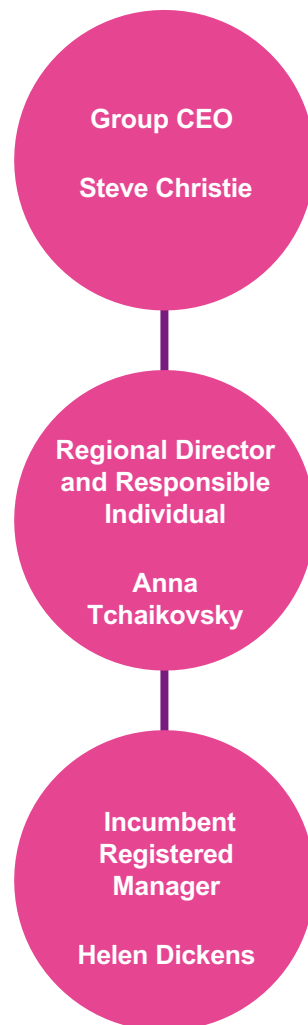 Group CEO
Steve Christie
Regional Director
and Responsible
Individual
Anna
Tchaikovsky
Incumbent
Registered
Manager
Helen Dickens